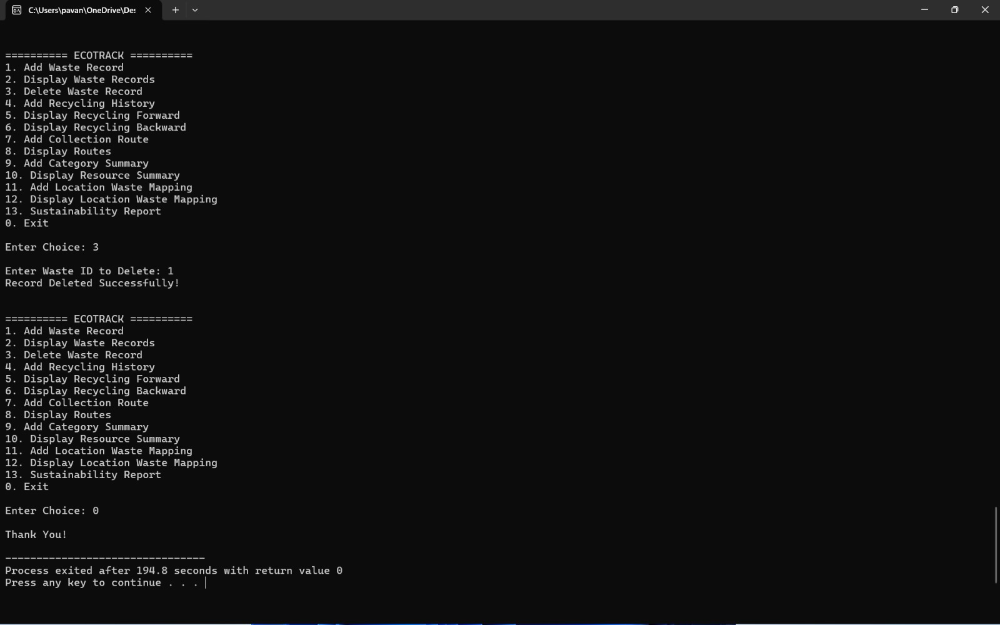 C:\Users\pavan\OneDrive\Des
========== ECOTRACK ==========
1. Add Waste Record
2. Display Waste Records
3. Delete Waste Record
4. Add Recycling History
5. Display Recycling Forward
6. Display Recycling Backward
7. Add Collection Route
8. Display Routes
9. Add Category Summary
10. Display Resource Summary
11. Add Location Waste Mapping
12. Display Location Waste Mapping
13. Sustainability Report
0. Exit
Enter Choice: 3
Enter Waste ID to Delete: 1
Record Deleted Successfully!
========== ECOTRACK ==========
1. Add Waste Record
2. Display Waste Records
3. Delete Waste Record
4. Add Recycling History
5. Display Recycling Forward
6. Display Recycling Backward
7. Add Collection Route
8. Display Routes
9. Add Category Summary
10. Display Resource Summary
11. Add Location Waste Mapping
12. Display Location Waste Mapping
13. Sustainability Report
0. Exit
Enter Choice: 0
Thank You!
--------------------------------
Process exited after 194.8 seconds with return value 0
Press any key to continue . . .